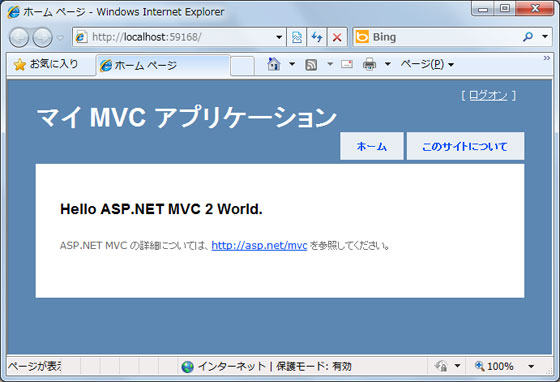 ホーム ページ - Windows Internet Explorer
http://localhost:59168/
Bing
お気に入り
ホーム ページ
ページ(P)
[ ログオン ]
マイ MVC アプリケーション
ホーム
このサイトについて
Hello ASP.NET MVC 2 World.
ASP.NET MVC の詳細については、http://asp.net/mvc を参照してください。
ページが表示
インターネット | 保護モード: 有効
100%